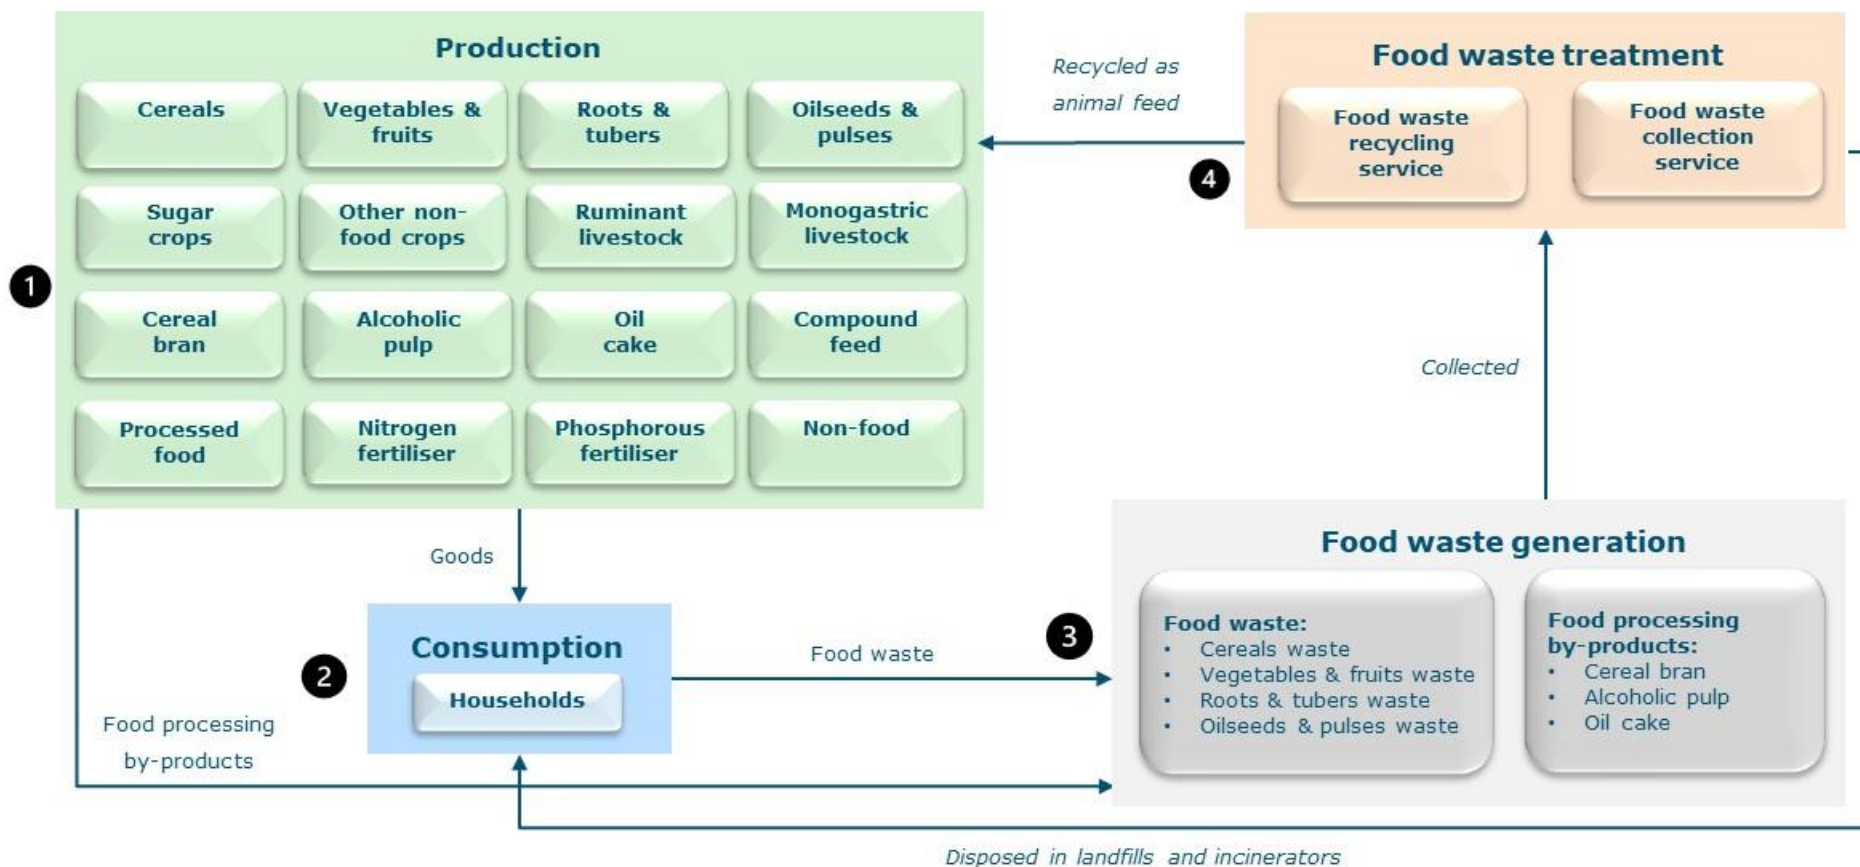 Production
Cereals
Vegetables &
fruits
Roots &
tubers
Oilseeds &
pulses
Sugar
crops
Other non-
food crops
Ruminant
livestock
Monogastric
livestock
Cereal
bran
Alcoholic
pulp
Oil
cake
Compound
feed
Processed
food
Nitrogen
fertiliser
Phosphorous
fertiliser
Non-food
1
Recycled as
animal feed
4
Food waste treatment
Food waste
recycling
service
Food waste
collection
service
Collected
Goods
2
Consumption
Households
Food waste
Food processing
by-products
3
Food waste generation
Food waste:
• Cereals waste
• Vegetables & fruits waste
• Roots & tubers waste
• Oilseeds & pulses waste
Food processing
by-products:
• Cereal bran
• Alcoholic pulp
• Oil cake
Disposed in landfills and incinerators